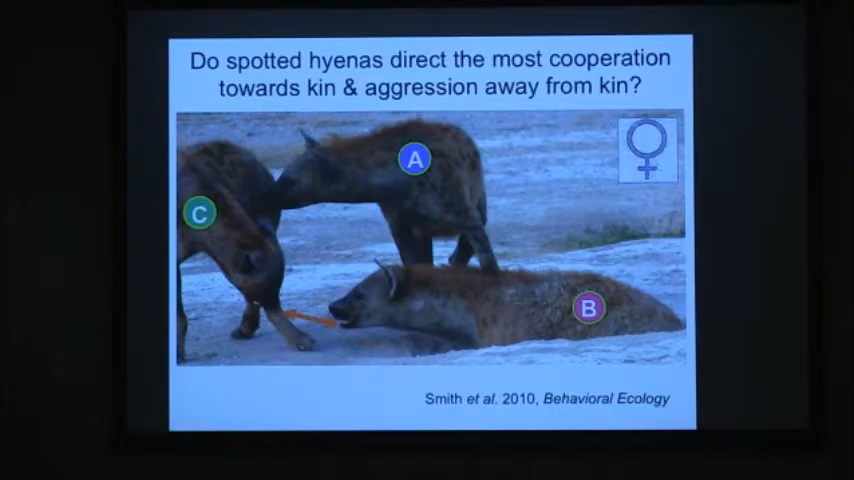 Do spotted hyenas direct the most cooperation
towards kin & aggression away from kin?
A
C
B
Smith et al. 2010, Behavioral Ecology